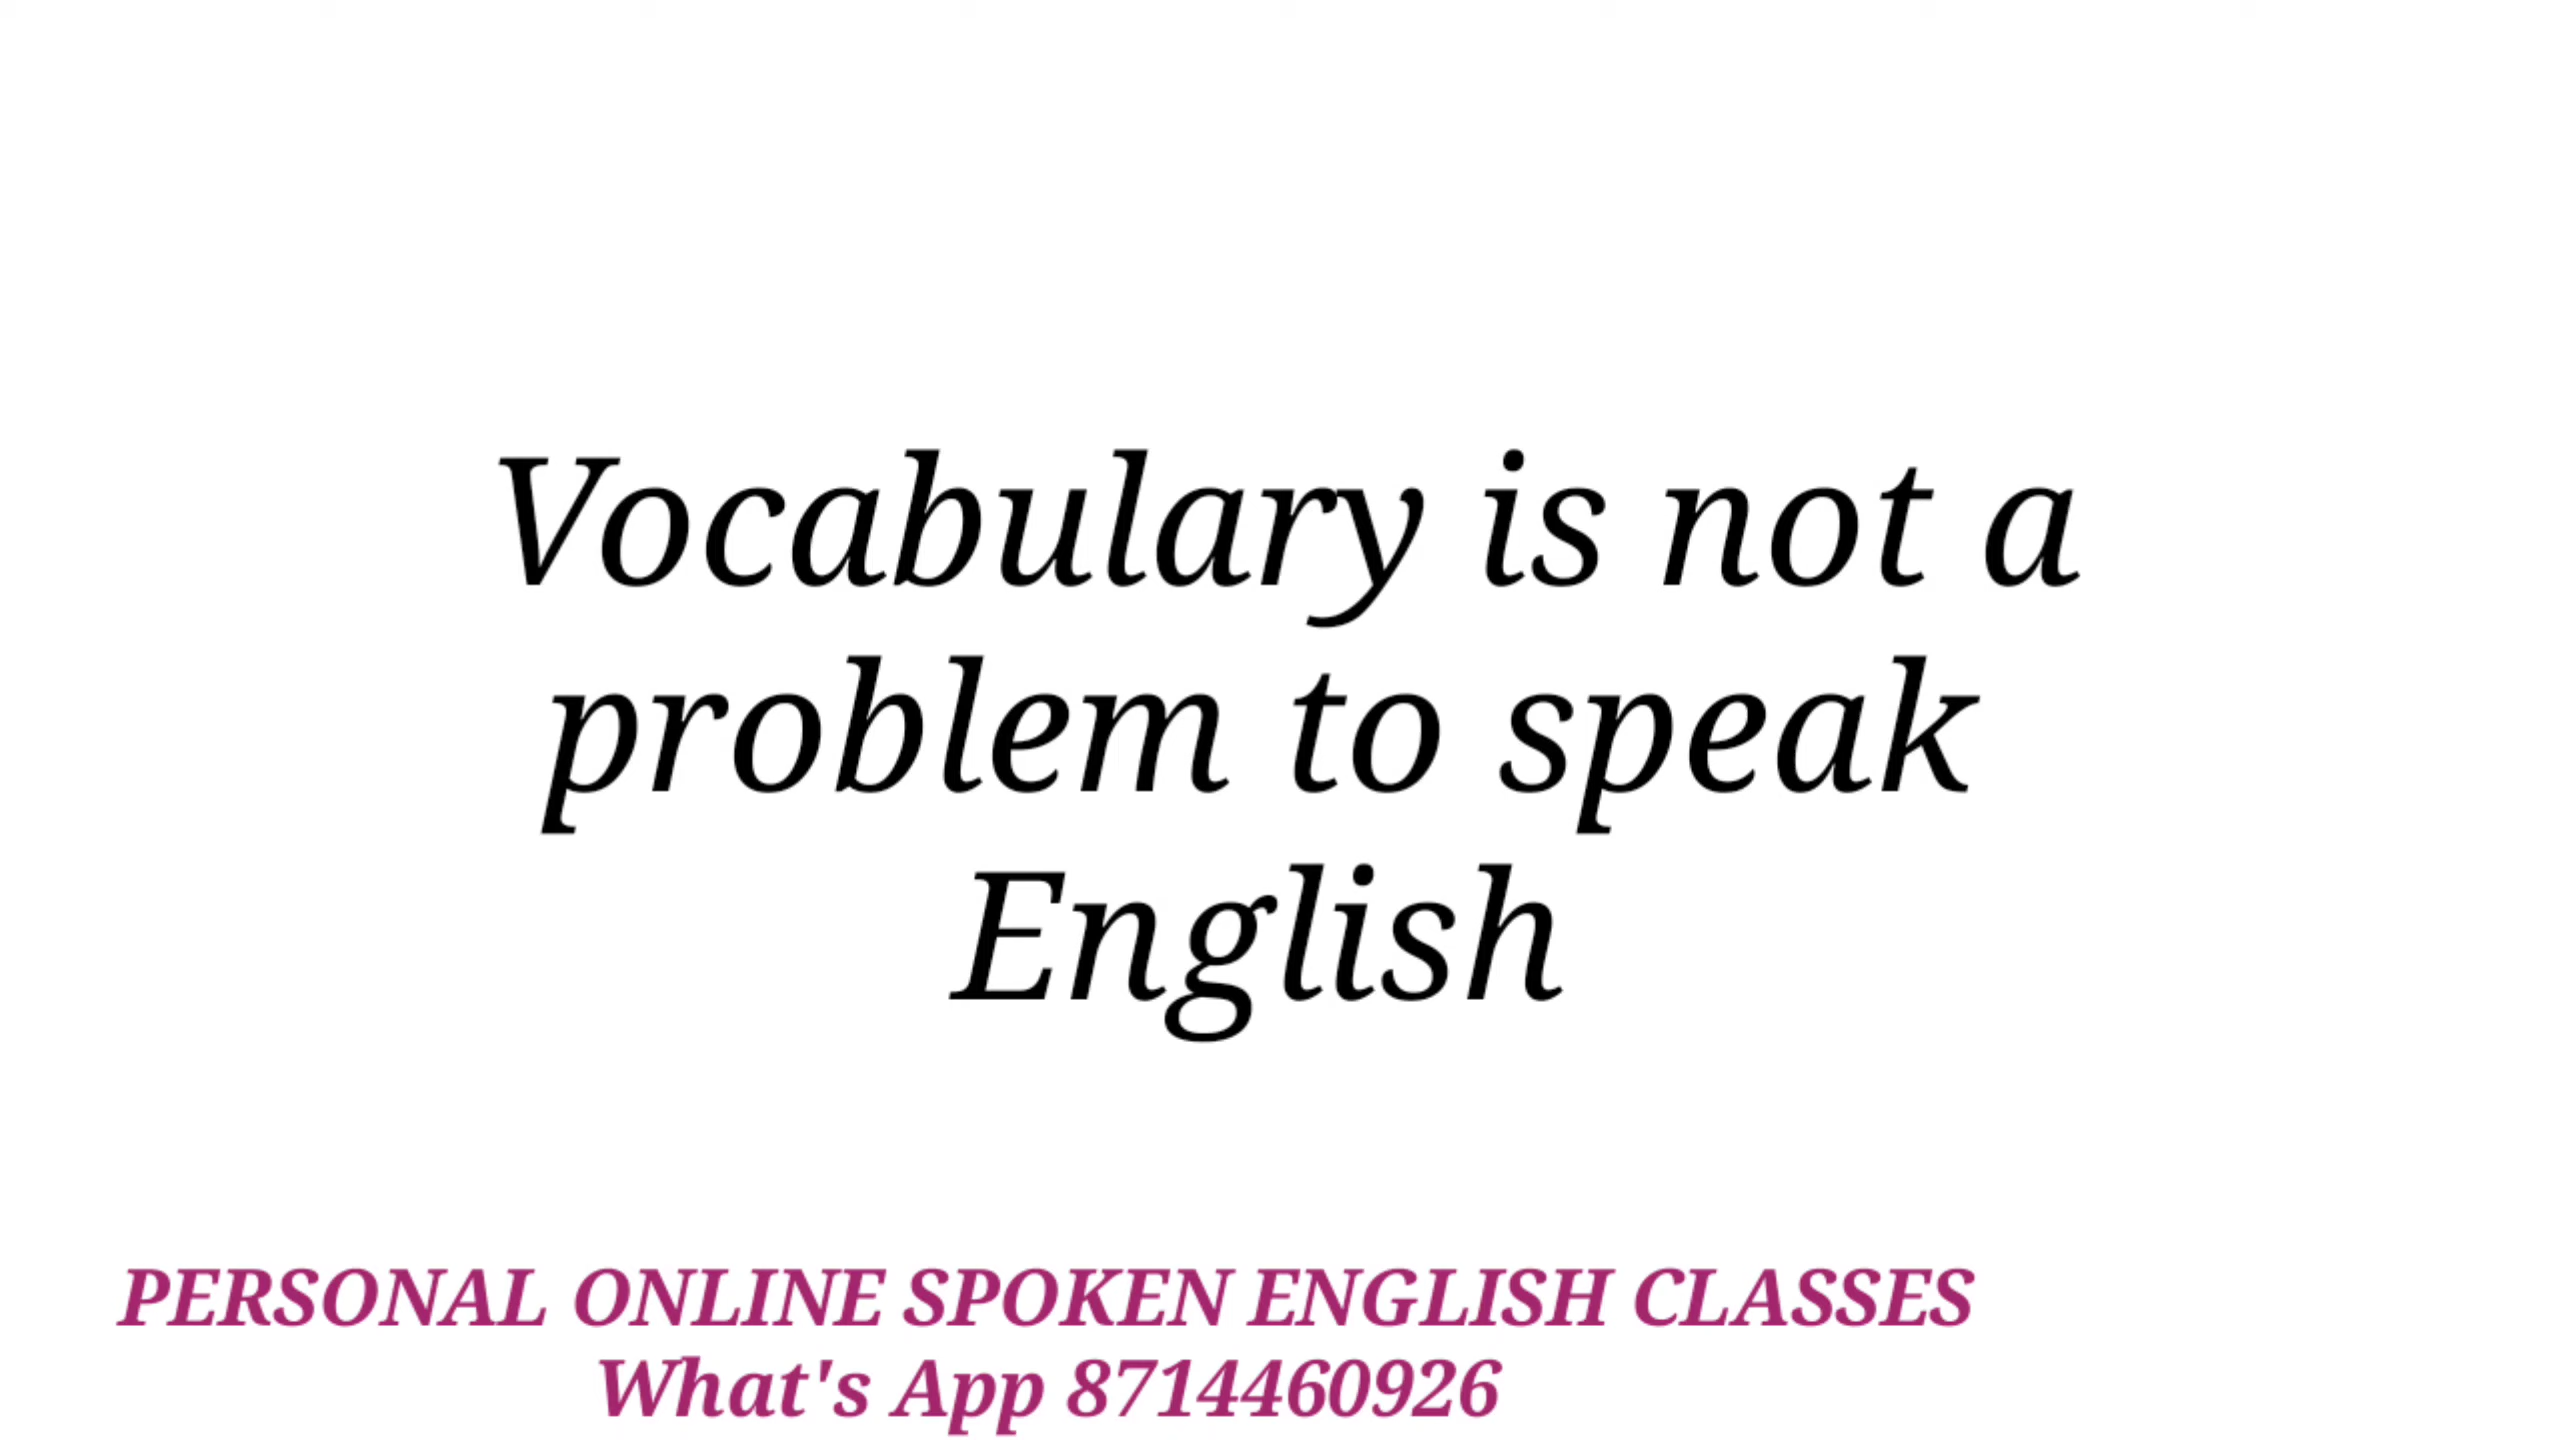 Vocabulary is not a
problem to speak
English
PERSONAL ONLINE SPOKEN ENGLISH CLASSES
What's App 8714460926